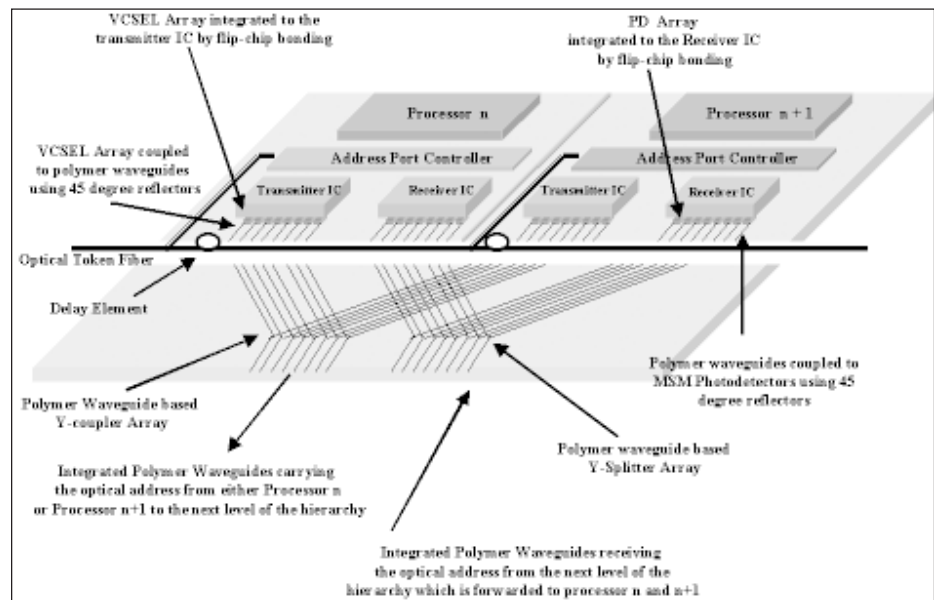 VCSEL Array integrated to the
transmitter IC by flip-chip bonding
PD Array
integrated to the Receiver IC
by flip-chip bonding
Processor n
Processor n + 1
VCSEL Array coupled
to polymer waveguides
using 45 degree reflectors
Address Port Controller
Address Port Controller
Transmitter IC
Receiver IC
Transmitter IC
Receiver IC
Optical Token Fiber
Delay Element
Polymer waveguides coupled to
MSM Photodetectors using 45
degree reflectors
Polymer Waveguide based
Y-coupler Array
Polymer waveguide based
Y-Splitter Array
Integrated Polymer Waveguides carrying
the optical address from either Processor n
or Processor n+1 to the next level of the hierarchy
Integrated Polymer Waveguides receiving
the optical address from the next level of the
hierarchy which is forwarded to processor n and n+1